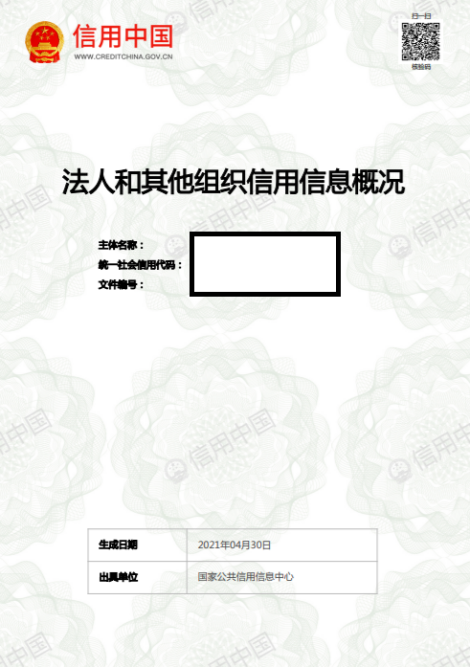 扫一扫
信用中国
WWW.CREDITCHINA.GOV.CN
核验码
法人和其他组织信用信息概况
主体名称：
统一社会信用代码：
文件编号：
生成日期 2021年04月30日
出具单位 国家公共信用信息中心